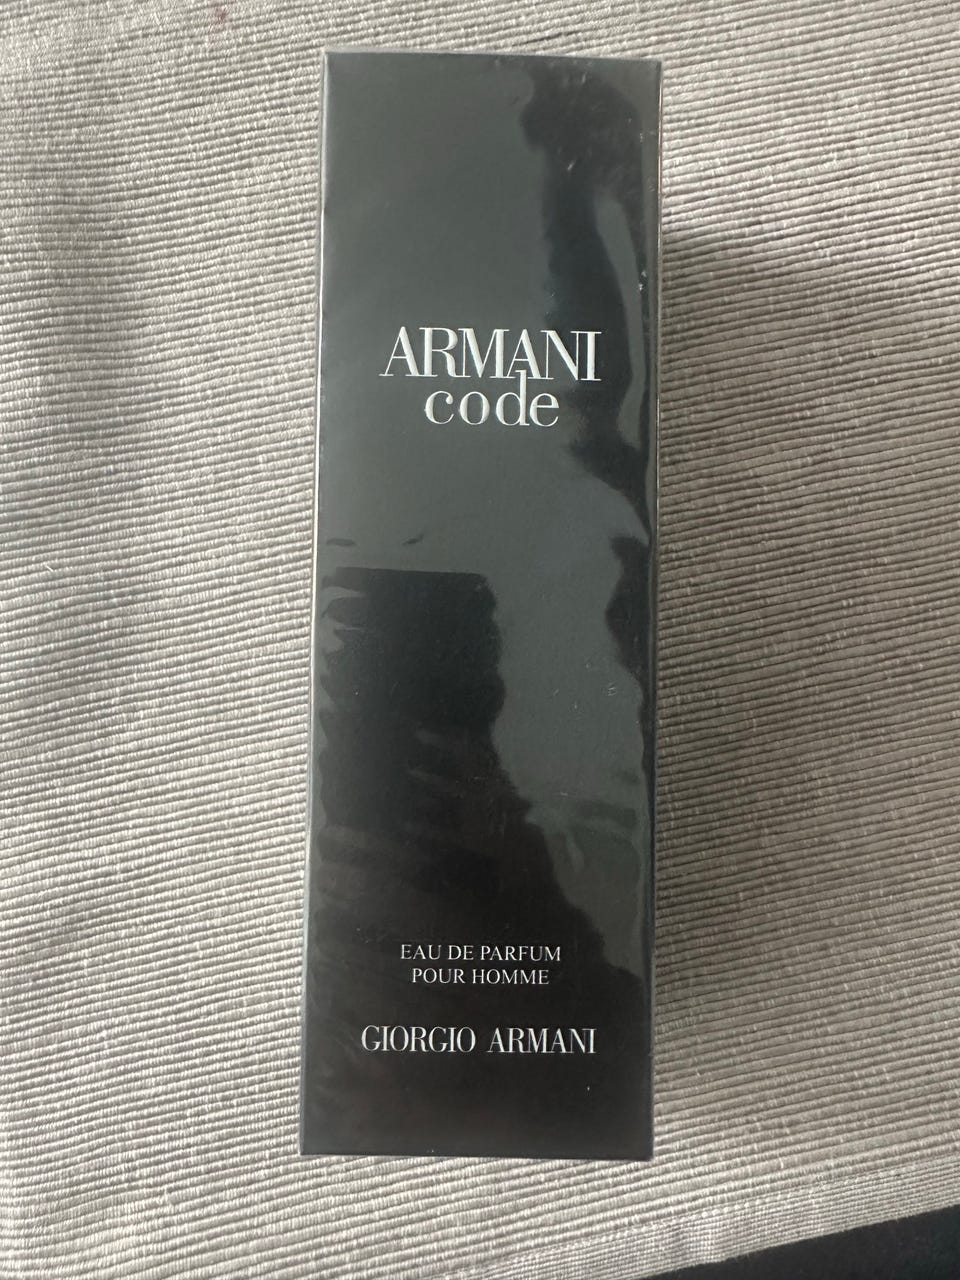 ARMANI
code
EAU DE PARFUM
POUR HOMME
GIORGIO ARMANI